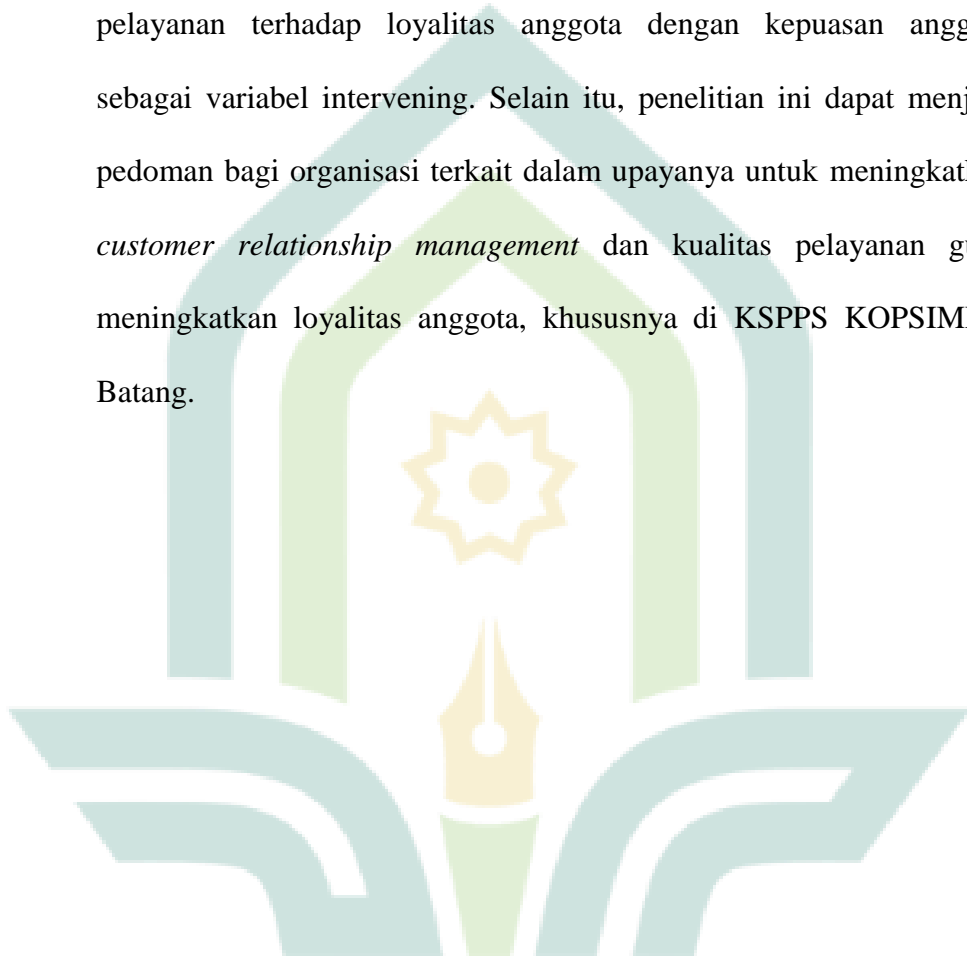 pelayanan terhadap loyalitas anggota dengan kepuasan angg
sebagai variabel intervening. Selain itu, penelitian ini dapat menj
pedoman bagi organisasi terkait dalam upayanya untuk meningkatl
customer relationship management dan kualitas pelayanan gu
meningkatkan loyalitas anggota, khususnya di KSPPS KOPSIM
Batang.